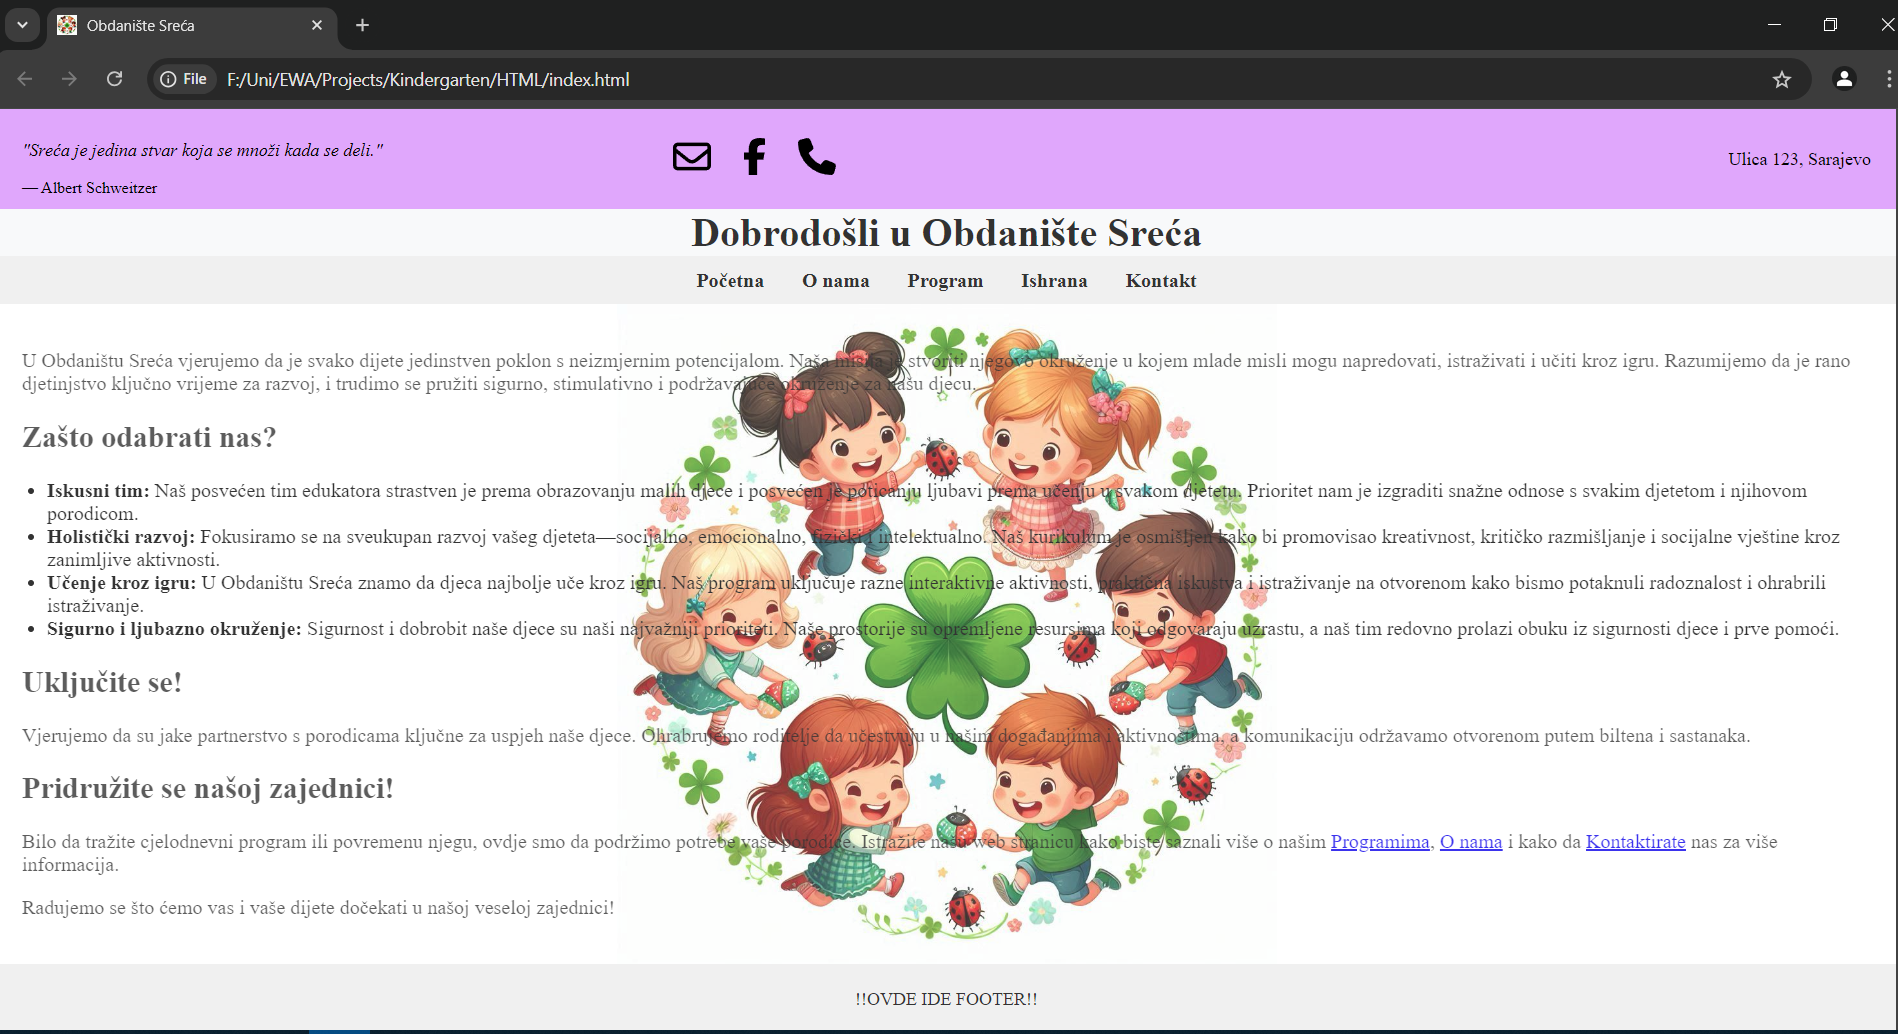 Obdanište Sreća
File
F:/Uni/EWA/Projects/Kindergarten/HTML/index.html
"Sreća je jedina stvar koja se množi kada se deli."
— Albert Schweitzer
Ulica 123, Sarajevo
Dobrodošli u Obdanište Sreća
Početna O nama Program Ishrana Kontakt
U Obdaništu Sreća vjerujemo da je svako dijete jedinstven poklon s neizmjernim potencijalom. Naša misija je stvoriti njegovo okruženje u kojem mlade misli mogu napredovati, istraživati i učiti kroz igru. Razumijemo da je rano
djetinjstvo ključno vrijeme za razvoj, i trudimo se pružiti sigurno, stimulativno i podržavajuće okruženje za našu djecu.
Zašto odabrati nas?
• Iskusni tim: Naš posvećen tim edukatora strastven je prema obrazovanju malih djece i posvećen je poticanju ljubavi prema učenju u svakom djetetu. Prioritet nam je izgraditi snažne odnose s svakim djetetom i njihovom
porodicom.
• Holistički razvoj: Fokusiramo se na sveukupan razvoj vašeg djeteta—socijalno, emocionalno, fizički i intelektualno. Naš kurikulum je osmišljen kako bi promovisao kreativnost, kritičko razmišljanje i socijalne vještine kroz
zanimljive aktivnosti.
• Učenje kroz igru: U Obdaništu Sreća znamo da djeca najbolje uče kroz igru. Naš program uključuje razne interaktivne aktivnosti, praktična iskustva i istraživanje na otvorenom kako bismo potaknuli radoznalost i ohrabrili
istraživanje.
• Sigurno i ljubazno okruženje: Sigurnost i dobrobit naše djece su naši najvažniji prioriteti. Naše prostorije su opremljene resursima koji odgovaraju uzrastu, a naš tim redovno prolazi obuku iz sigurnosti djece i prve pomoći.
Uključite se!
Vjerujemo da su jake partnerstvo s porodicama ključne za uspjeh naše djece. Ohrabrujemo roditelje da učestvuju u našim događanjima i aktivnostima, a komunikaciju održavamo otvorenom putem biltena i sastanaka.
Pridružite se našoj zajednici!
Bilo da tražite cjelodnevni program ili povremenu njegu, ovdje smo da podržimo potrebe vaše porodice. Istražite našu web stranicu kako biste saznali više o našim Programima, O nama i kako da Kontaktirate nas za više
informacija.
Radujemo se što ćemo vas i vaše dijete dočekati u našoj veseloj zajednici!
!!OVDE IDE FOOTER!!